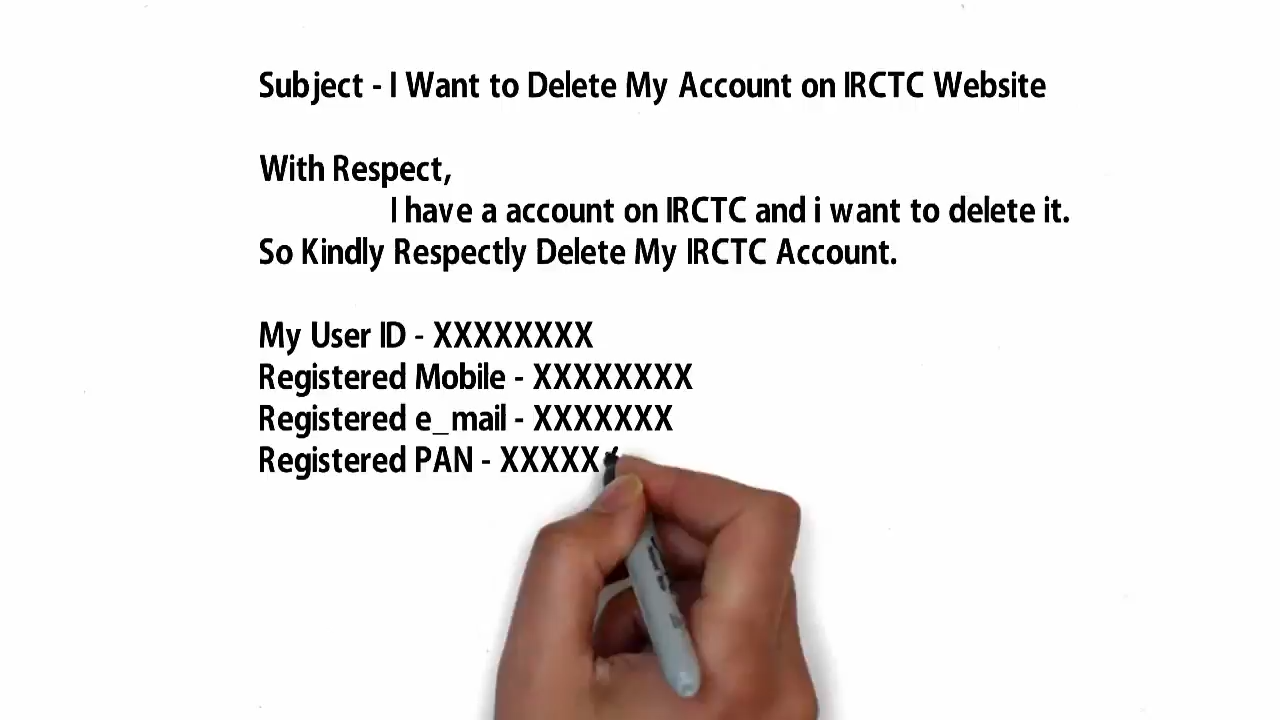 Subject - I Want to Delete My Account on IRCTC Website
With Respect,
I have a account on IRCTC and i want to delete it.
So Kindly Respectly Delete My IRCTC Account.
My User ID - XXXXXXXX
Registered Mobile - XXXXXXXX
Registered e_mail - XXXXXXX
Registered PAN - XXXXX